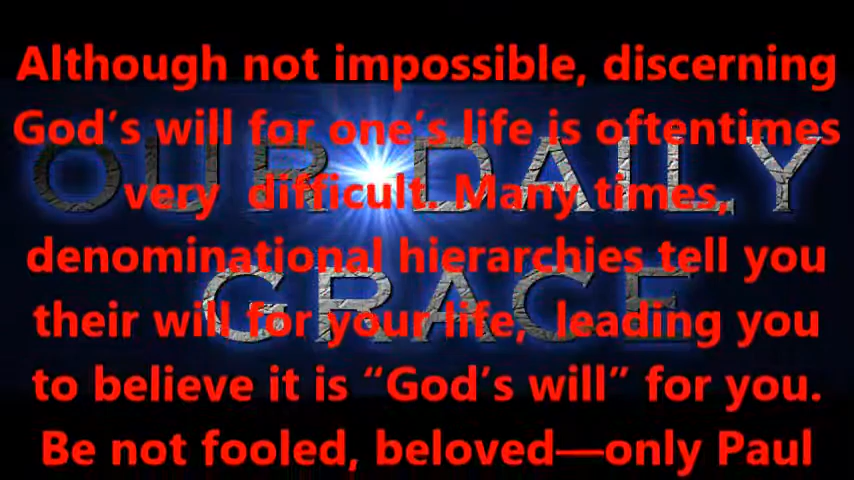 Although not impossible, discerning
God’s will for one’s life is oftentimes
very  difficult. Many times,
denominational hierarchies tell you
their will for your life,  leading you
to believe it is “God’s will” for you.
Be not fooled, beloved—only Paul
OUR DAILY
GRACE